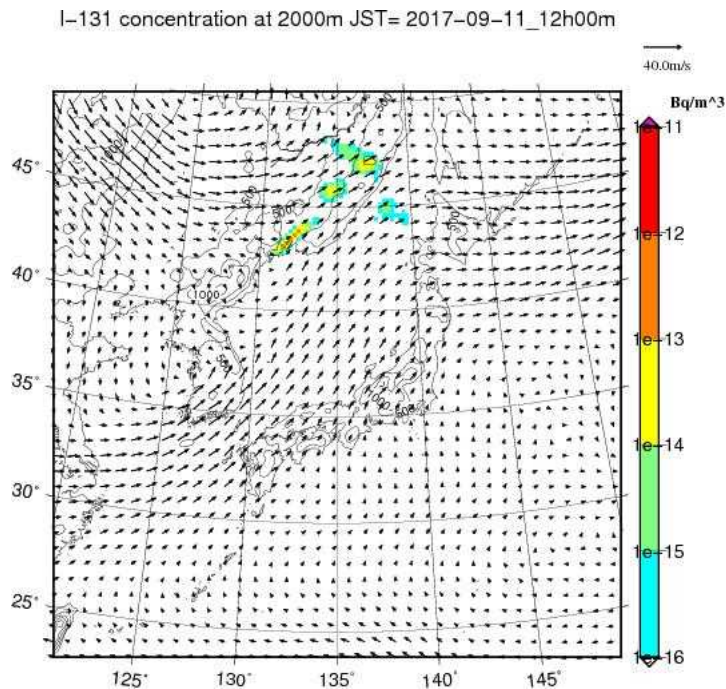 I-131 concentration at 2000m JST= 2017-09-11_12h00m
40.0m/s
Bq/m^3
1e-11
45°
1e-12
40°
1000
1e-13
35°
500
1000
500
1e-14
30°
1e-15
25°
1e-16
125° 130° 135° 140° 145°